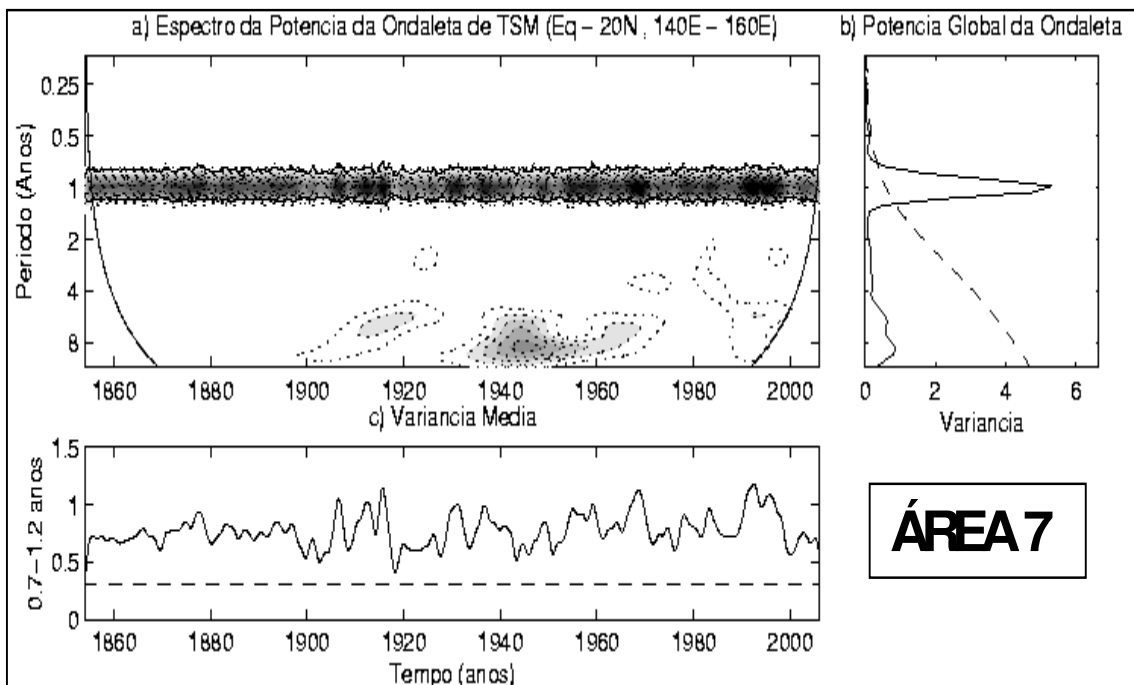 a) Espectro da Potencia da Ondaleta de TSM (Eq – 20N , 140E – 160E)
b) Potencia Global da Ondaleta
Periodo (Anos)
0.25
0.5
1
2
4
8
1860 1880 1900 1920 1940 1960 1980 2000
0 2 4 6
Variancia
c) Variancia Media
0.7–1.2 anos
1.5
1
0.5
0
1860 1880 1900 1920 1940 1960 1980 2000
Tempo (anos)
ÁREA 7